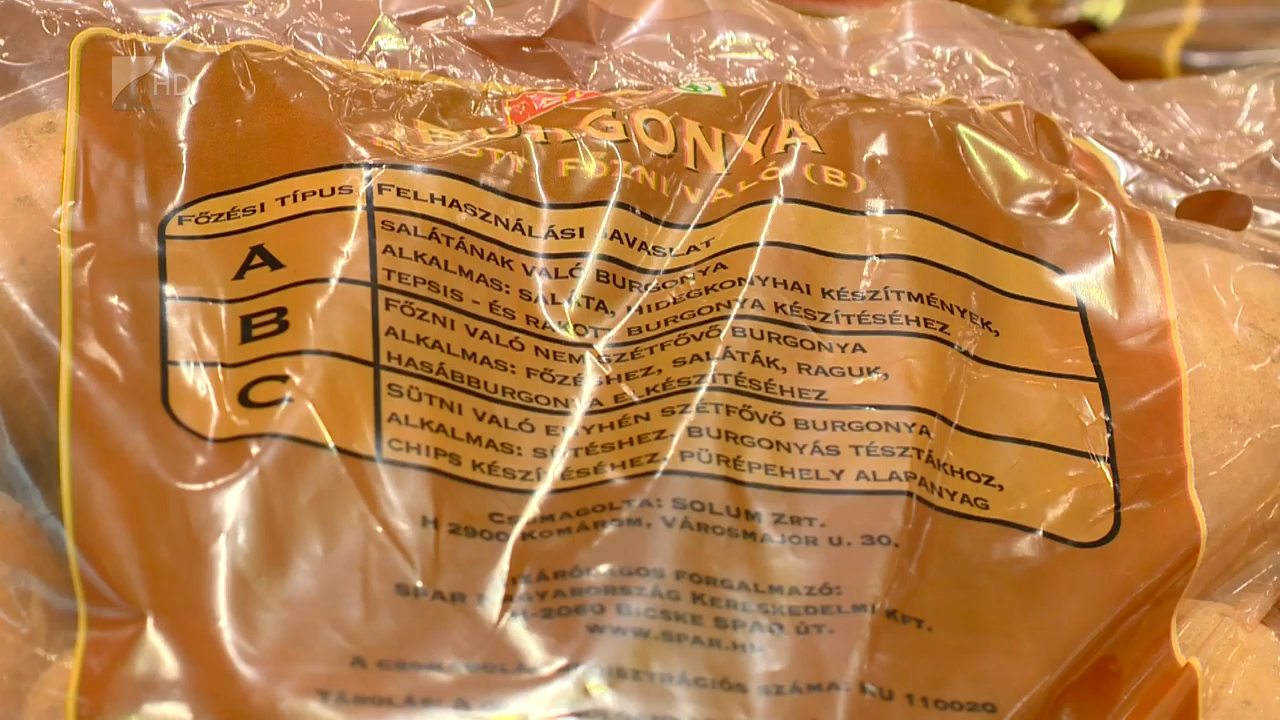 HD
BURGONYA
FŐZNI VALÓ (B)
FŐZÉSI TÍPUS
FELHASZNÁLÁSI JAVASLAT
A
SALÁTÁNAK VALÓ BURGONYA
ALKALMAS: SALÁTA, HIDEGKONYHAI KÉSZÍTMÉNYEK,
TEPSIS - ÉS RAKOTT BURGONYA KÉSZÍTÉSÉHEZ
B
FŐZNI VALÓ NEM SZÉTFŐVŐ BURGONYA
ALKALMAS: FŐZÉSHEZ, SALÁTÁK, RAGUK,
HASÁBBURGONYA ELKÉSZÍTÉSÉHEZ
C
SÜTNI VALÓ ENYHÉN SZÉTFŐVŐ BURGONYA
ALKALMAS: SÜTÉSHEZ, BURGONYÁS TÉSZTÁKHOZ,
CHIPS KÉSZÍTÉSÉHEZ, PÜRÉPEHELY ALAPANYAG
CSOMAGOLTA: SOLUM ZRT.
H 2900 KOMÁROM, VÁROSMAJOR U. 30.
KIZÁRÓLAGOS FORGALMAZÓ:
SPAR MAGYARORSZÁG KERESKEDELMI KFT.
H-2060 BICSKE SPAR ÚT.
WWW.SPAR.HU
A CSOMAGOLÁS REGISZTRÁCIÓS SZÁMA: HU 110020